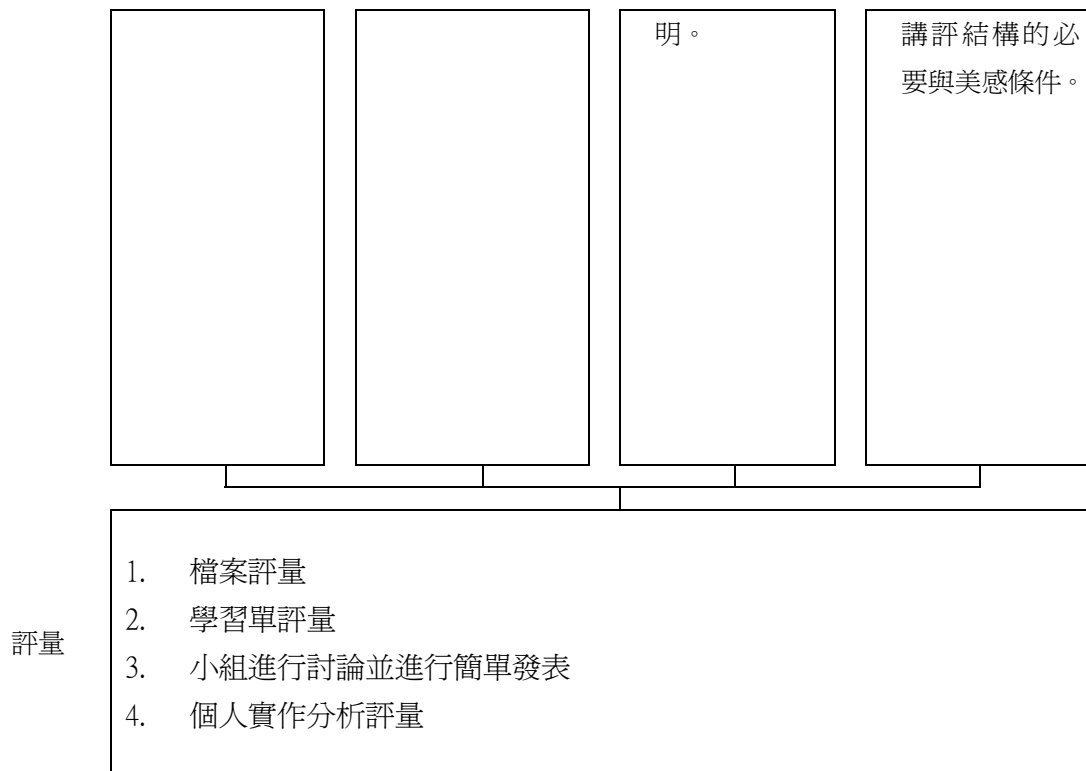 明。
講評結構的必
要與美感條件。
評量
1. 檔案評量
2. 學習單評量
3. 小組進行討論並進行簡單發表
4. 個人實作分析評量